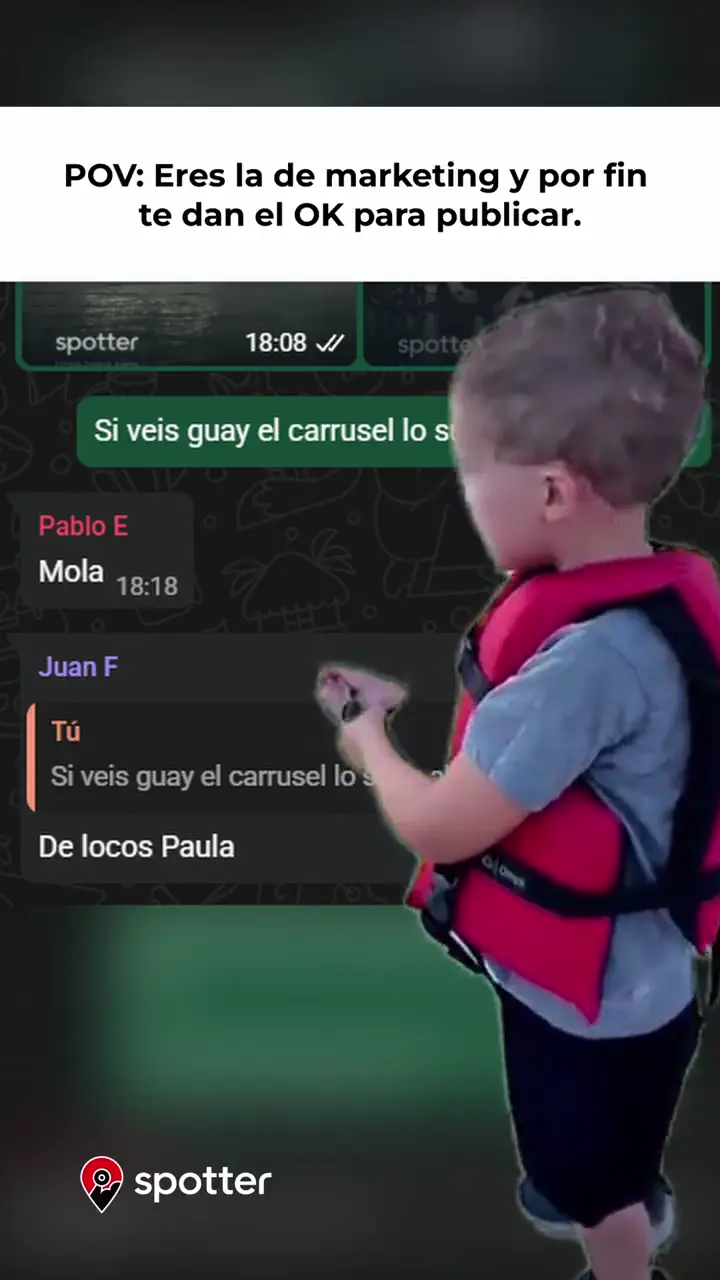 POV: Eres la de marketing y por fin
te dan el OK para publicar.
spotter 18:08
Si veis guay el carrusel lo
Pablo E
Mola 18:18
Juan F
Tú
Si veis guay el carrusel lo
De locos Paula
spotter